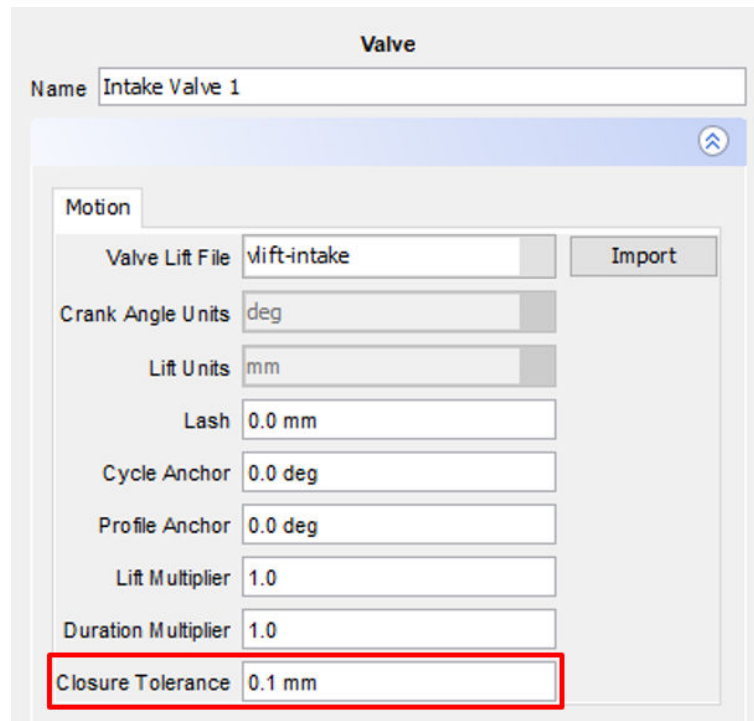 Valve
Name Intake Valve 1
Motion
Valve Lift File vlift-intake Import
Crank Angle Units deg
Lift Units mm
Lash 0.0 mm
Cycle Anchor 0.0 deg
Profile Anchor 0.0 deg
Lift Multiplier 1.0
Duration Multiplier 1.0
Closure Tolerance 0.1 mm